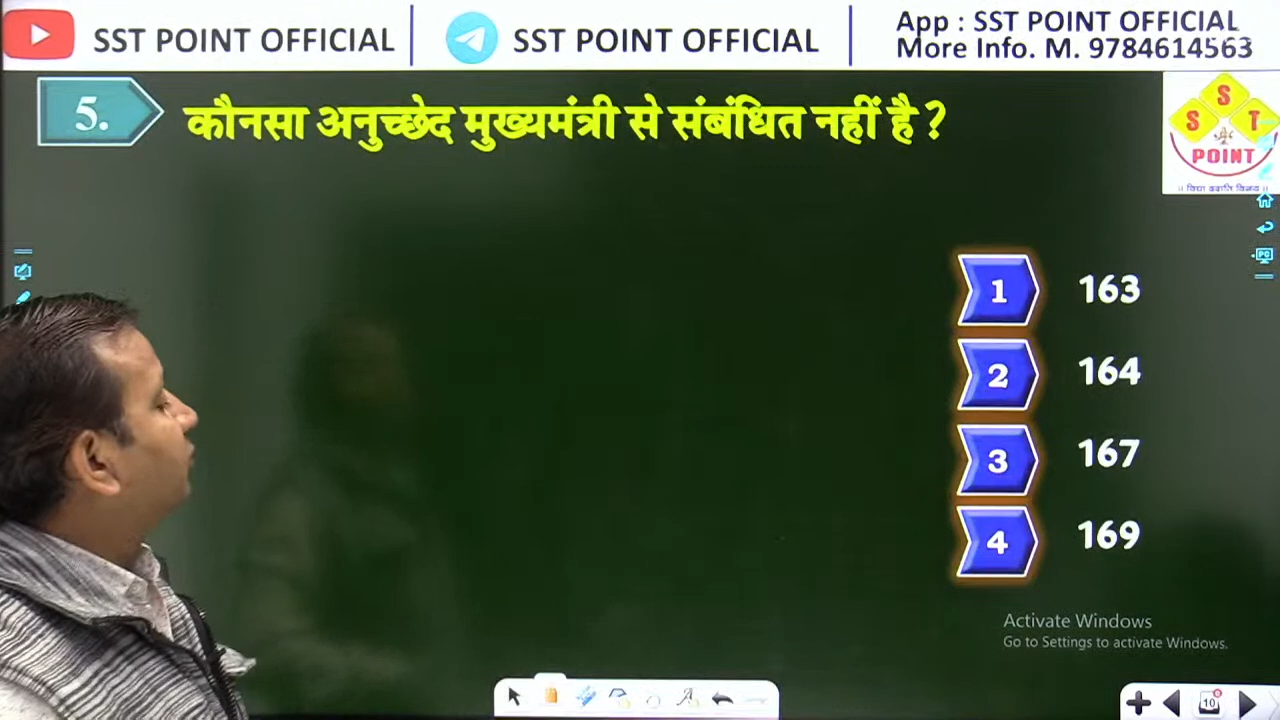 SST POINT OFFICIAL
SST POINT OFFICIAL
App : SST POINT OFFICIAL
More Info. M. 9784614563
5. कौनसा अनुच्छेद मुख्यमंत्री से संबंधित नहीं है ?
S
S T
POINT
1 163
2 164
3 167
4 169
Activate Windows
Go to Settings to activate Windows.
10